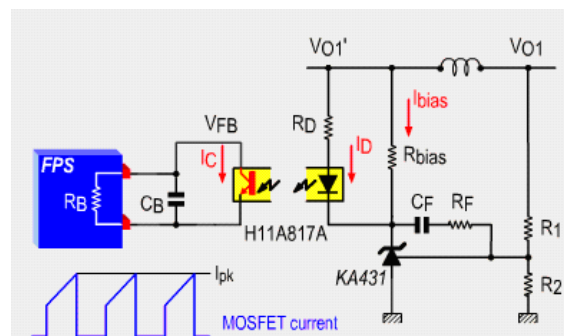 VO1'
VO1
Ibias
VFB
RD
ID
IC
Rbias
FPS
RB
CB
CF
RF
H11A817A
R1
KA431
R2
Ipk
MOSFET current